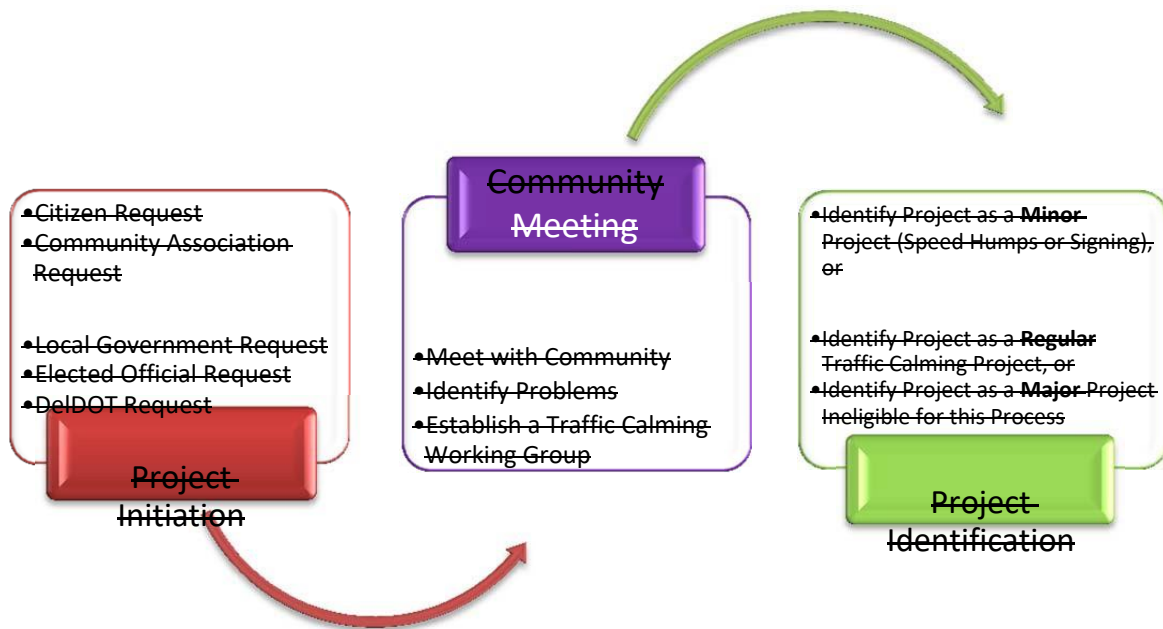 •Citizen Request
•Community Association
Request
•Local Government Request
•Elected Official Request
•DelDOT Request
Project
Initiation
Community
Meeting
•Meet with Community
•Identify Problems
•Establish a Traffic Calming
Working Group
•Identify Project as a Minor
Project (Speed Humps or Signing),
or
•Identify Project as a Regular
Traffic Calming Project, or
•Identify Project as a Major Project
Ineligible for this Process
Project
Identification